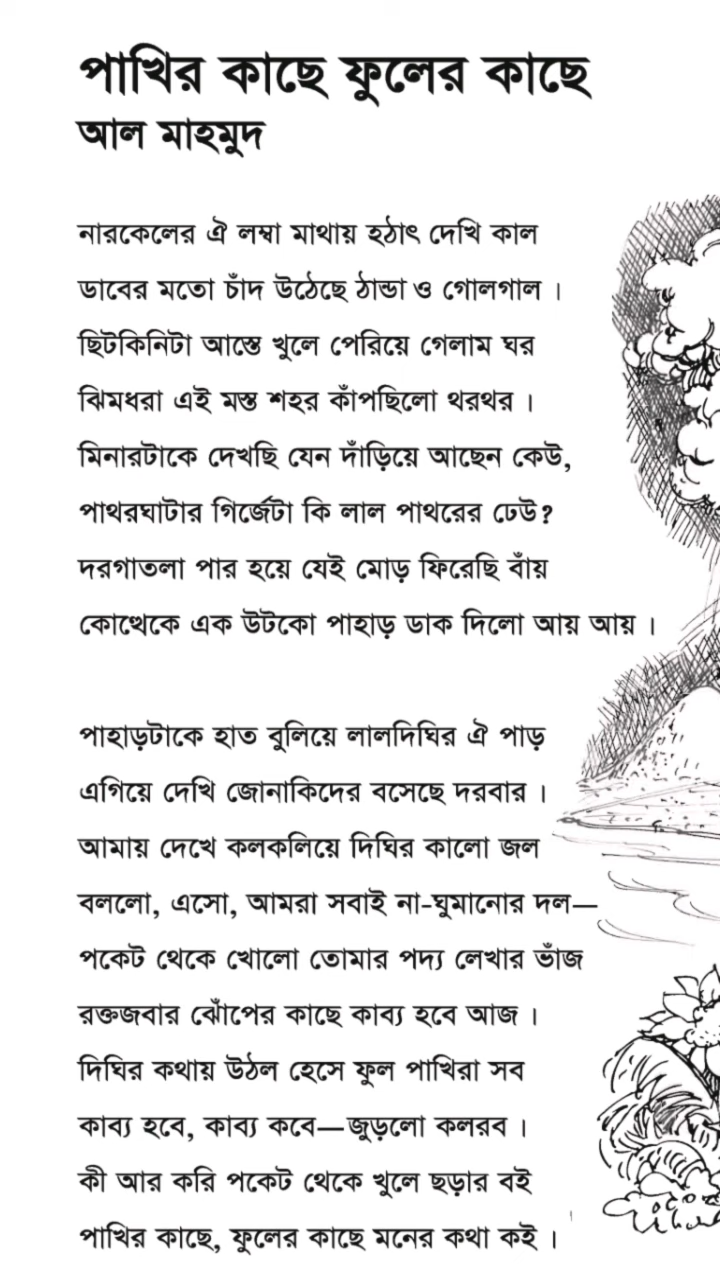 পাখির কাছে ফুলের কাছে
আল মাহমুদ
নারকেলের ঐ লম্বা মাথায় হঠাৎ দেখি কাল
ডাবের মতো চাঁদ উঠেছে ঠান্ডা ও গোলগাল ।
ছিটকিনিটা আস্তে খুলে পেরিয়ে গেলাম ঘর
ঝিমধরা এই মস্ত শহর কাঁপছিলো থরথর ।
মিনারটাকে দেখছি যেন দাঁড়িয়ে আছেন কেউ,
পাথরঘাটার গির্জেটা কি লাল পাথরের ঢেউ?
দরগাতলা পার হয়ে যেই মোড় ফিরেছি বাঁয়
কোত্থেকে এক উটকো পাহাড় ডাক দিলো আয় আয় ।
পাহাড়টাকে হাত বুলিয়ে লালদিঘির ঐ পাড়
এগিয়ে দেখি জোনাকিদের বসেছে দরবার ।
আমায় দেখে কলকলিয়ে দিঘির কালো জল
বললো, এসো, আমরা সবাই না-ঘুমানোর দল—
পকেট থেকে খোলো তোমার পদ্য লেখার ভাঁজ
রক্তজবার ঝোঁপের কাছে কাব্য হবে আজ ।
দিঘির কথায় উঠল হেসে ফুল পাখিরা সব
কাব্য হবে, কাব্য কবে—জুড়লো কলরব ।
কী আর করি পকেট থেকে খুলে ছড়ার বই
পাখির কাছে, ফুলের কাছে মনের কথা কই ।